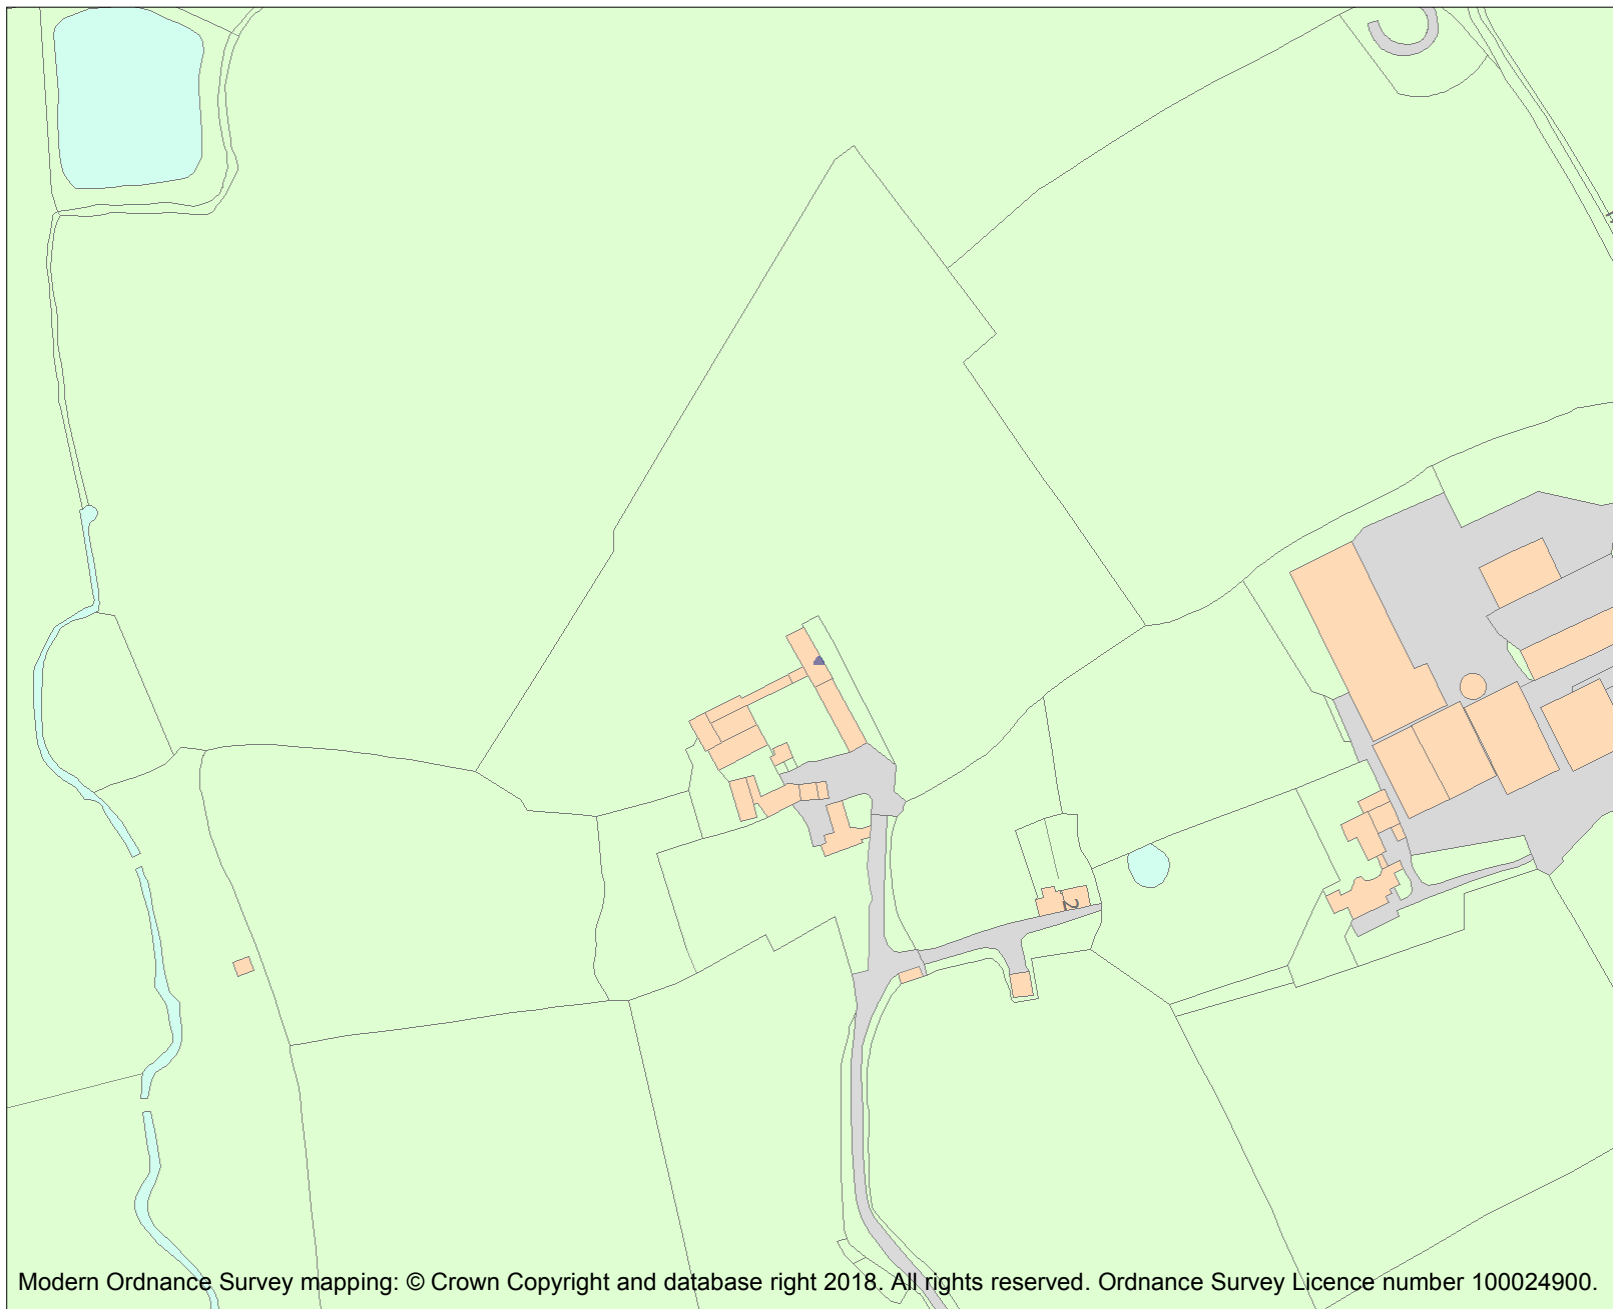 2
Modern Ordnance Survey mapping: © Crown Copyright and database right 2018. All rights reserved. Ordnance Survey Licence number 100024900.